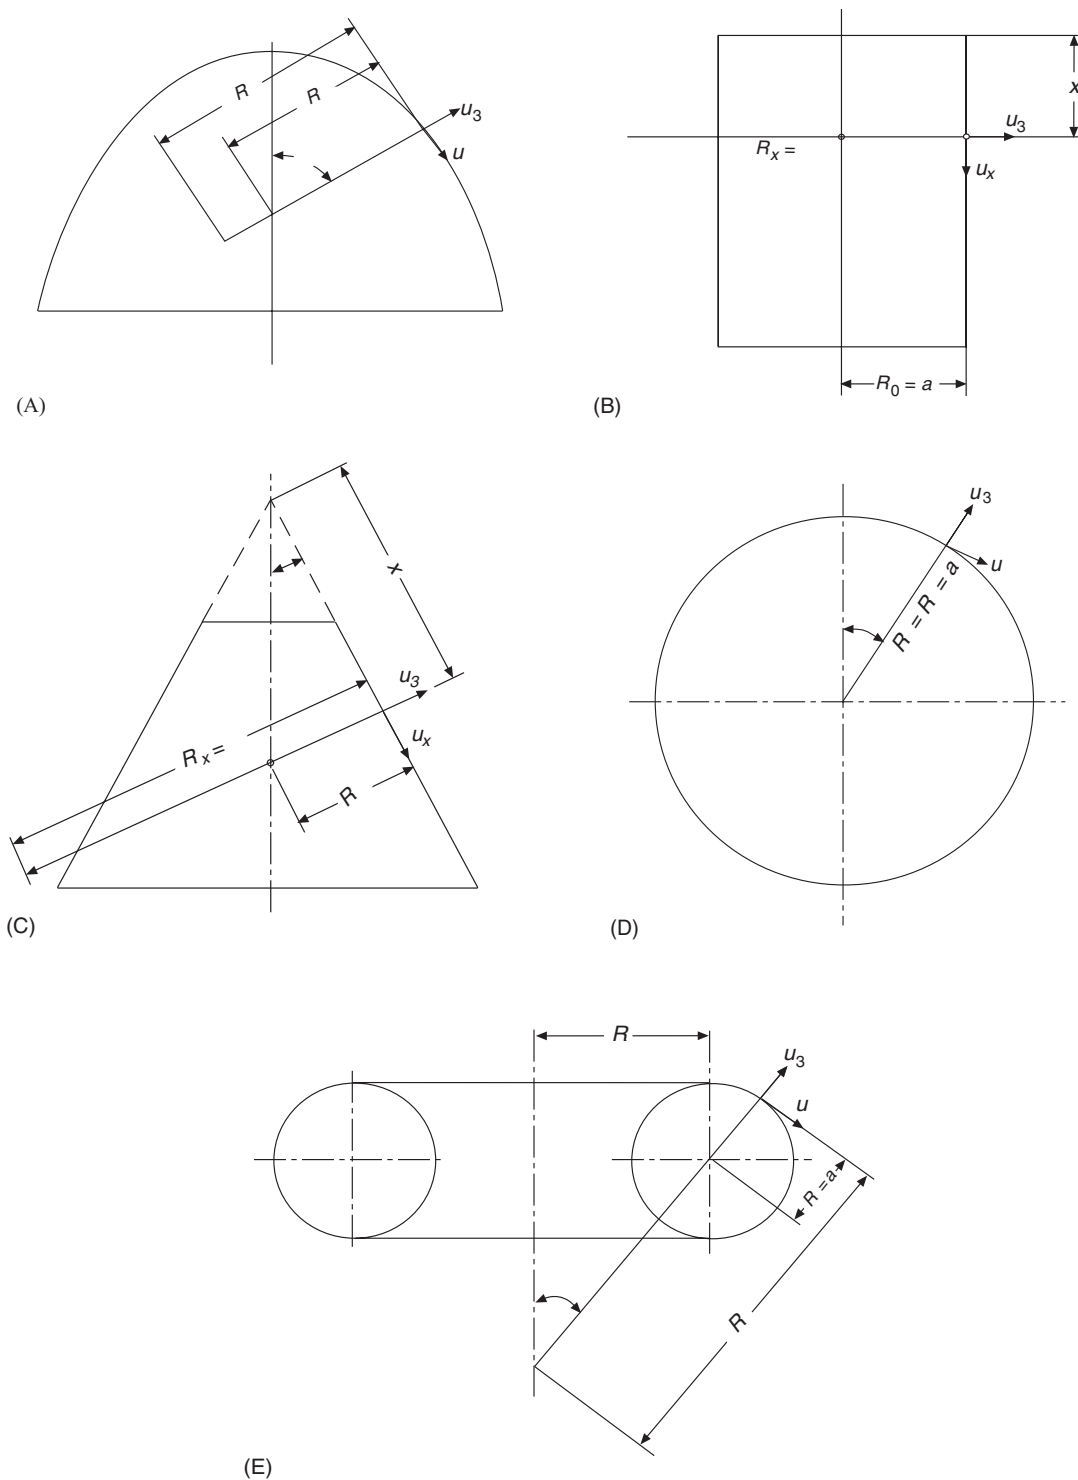 R
R
u3
u
(A)
x
u3
Rx =
ux
R0 = a
(B)
x
u3
ux
Rx =
R
(C)
u3
u
R = R = a
(D)
R
u3
u
R = a
R
(E)